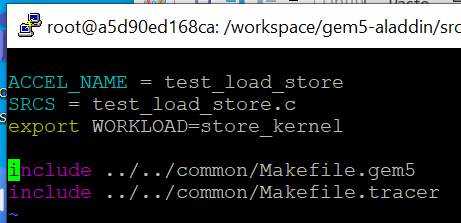 root@a5d90ed168ca: /workspace/gem5-aladdin/src
ACCEL_NAME = test_load_store
SRCS = test_load_store.c
export WORKLOAD=store_kernel
include ../../common/Makefile.gem5
include ../../common/Makefile.tracer
~